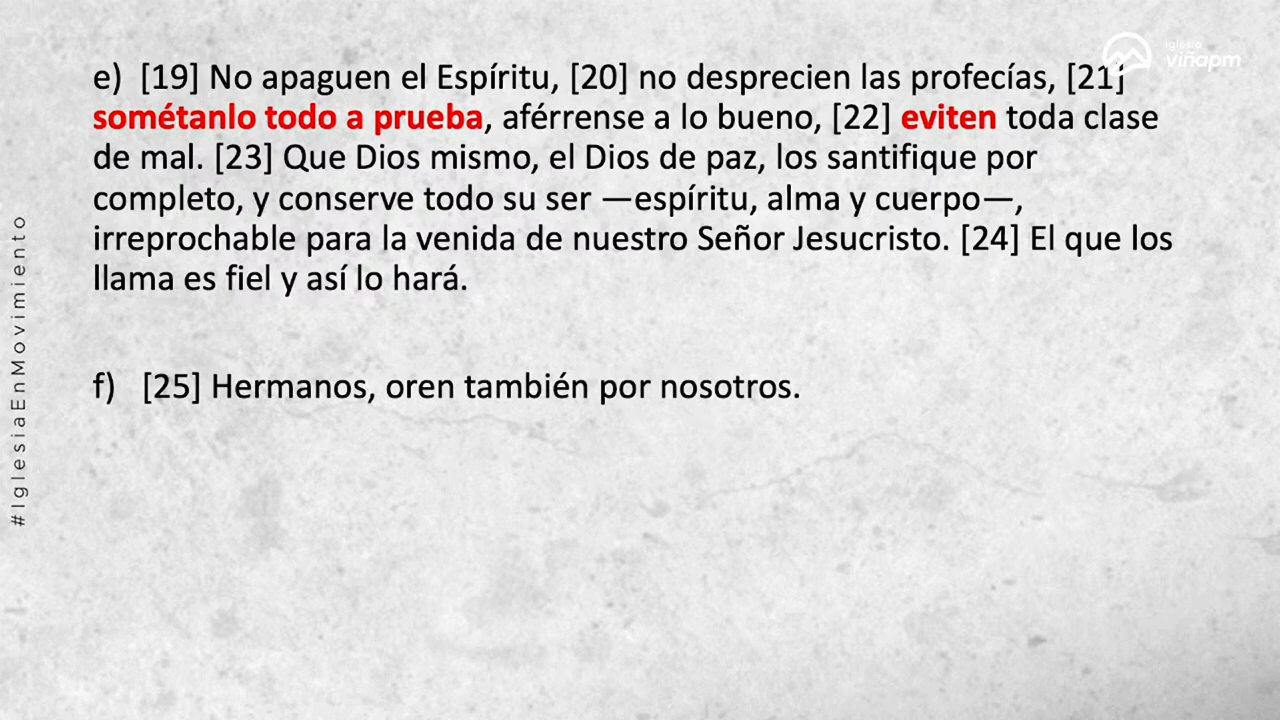 iglesia
viñapm
e) [19] No apaguen el Espíritu, [20] no desprecien las profecías, [21]
sométanlo todo a prueba, aférrense a lo bueno, [22] eviten toda clase
de mal. [23] Que Dios mismo, el Dios de paz, los santifique por
completo, y conserve todo su ser —espíritu, alma y cuerpo—,
irreprochable para la venida de nuestro Señor Jesucristo. [24] El que los
llama es fiel y así lo hará.
f) [25] Hermanos, oren también por nosotros.
#IglesiaEnMovimiento